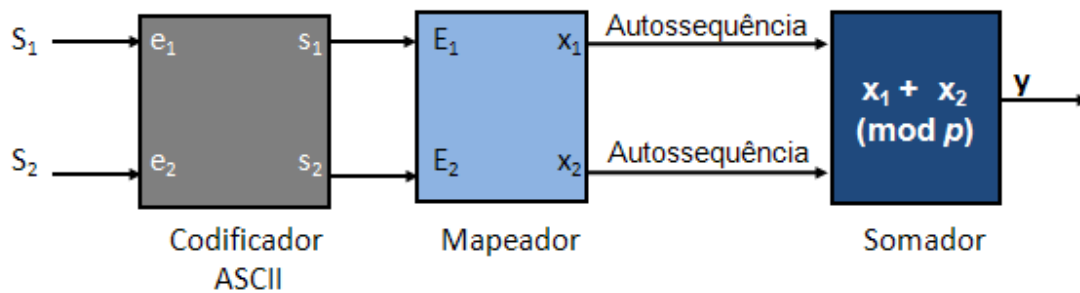 S₁ e₁ s₁ E₁ x₁ Autossequência
x₁ + x₂
(mod p)
y
S₂ e₂ s₂ E₂ x₂ Autossequência
Codificador
ASCII
Mapeador
Somador